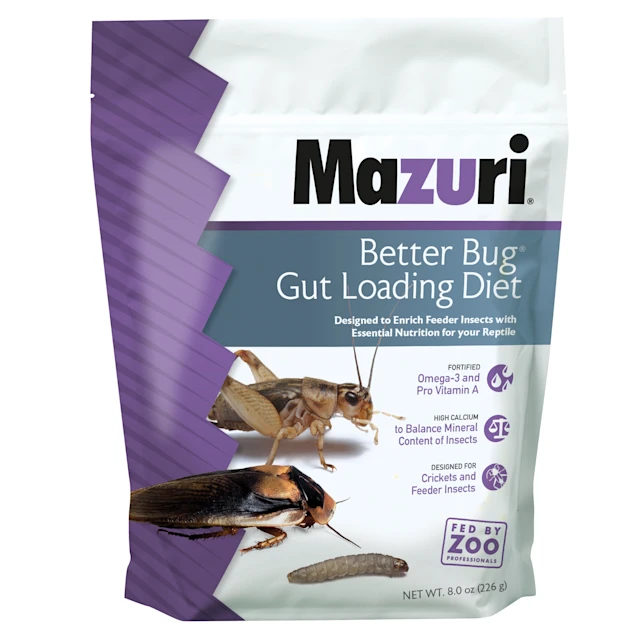 Mazuri®
Better Bug®
Gut Loading Diet
Designed to Enrich Feeder Insects with
Essential Nutrition for your Reptile
FORTIFIED
Omega-3 and
Pro Vitamin A
HIGH CALCIUM
to Balance Mineral
Content of Insects
DESIGNED FOR
Crickets and
Feeder Insects
FED BY
ZOO
PROFESSIONALS
NET WT. 8.0 oz (226 g)